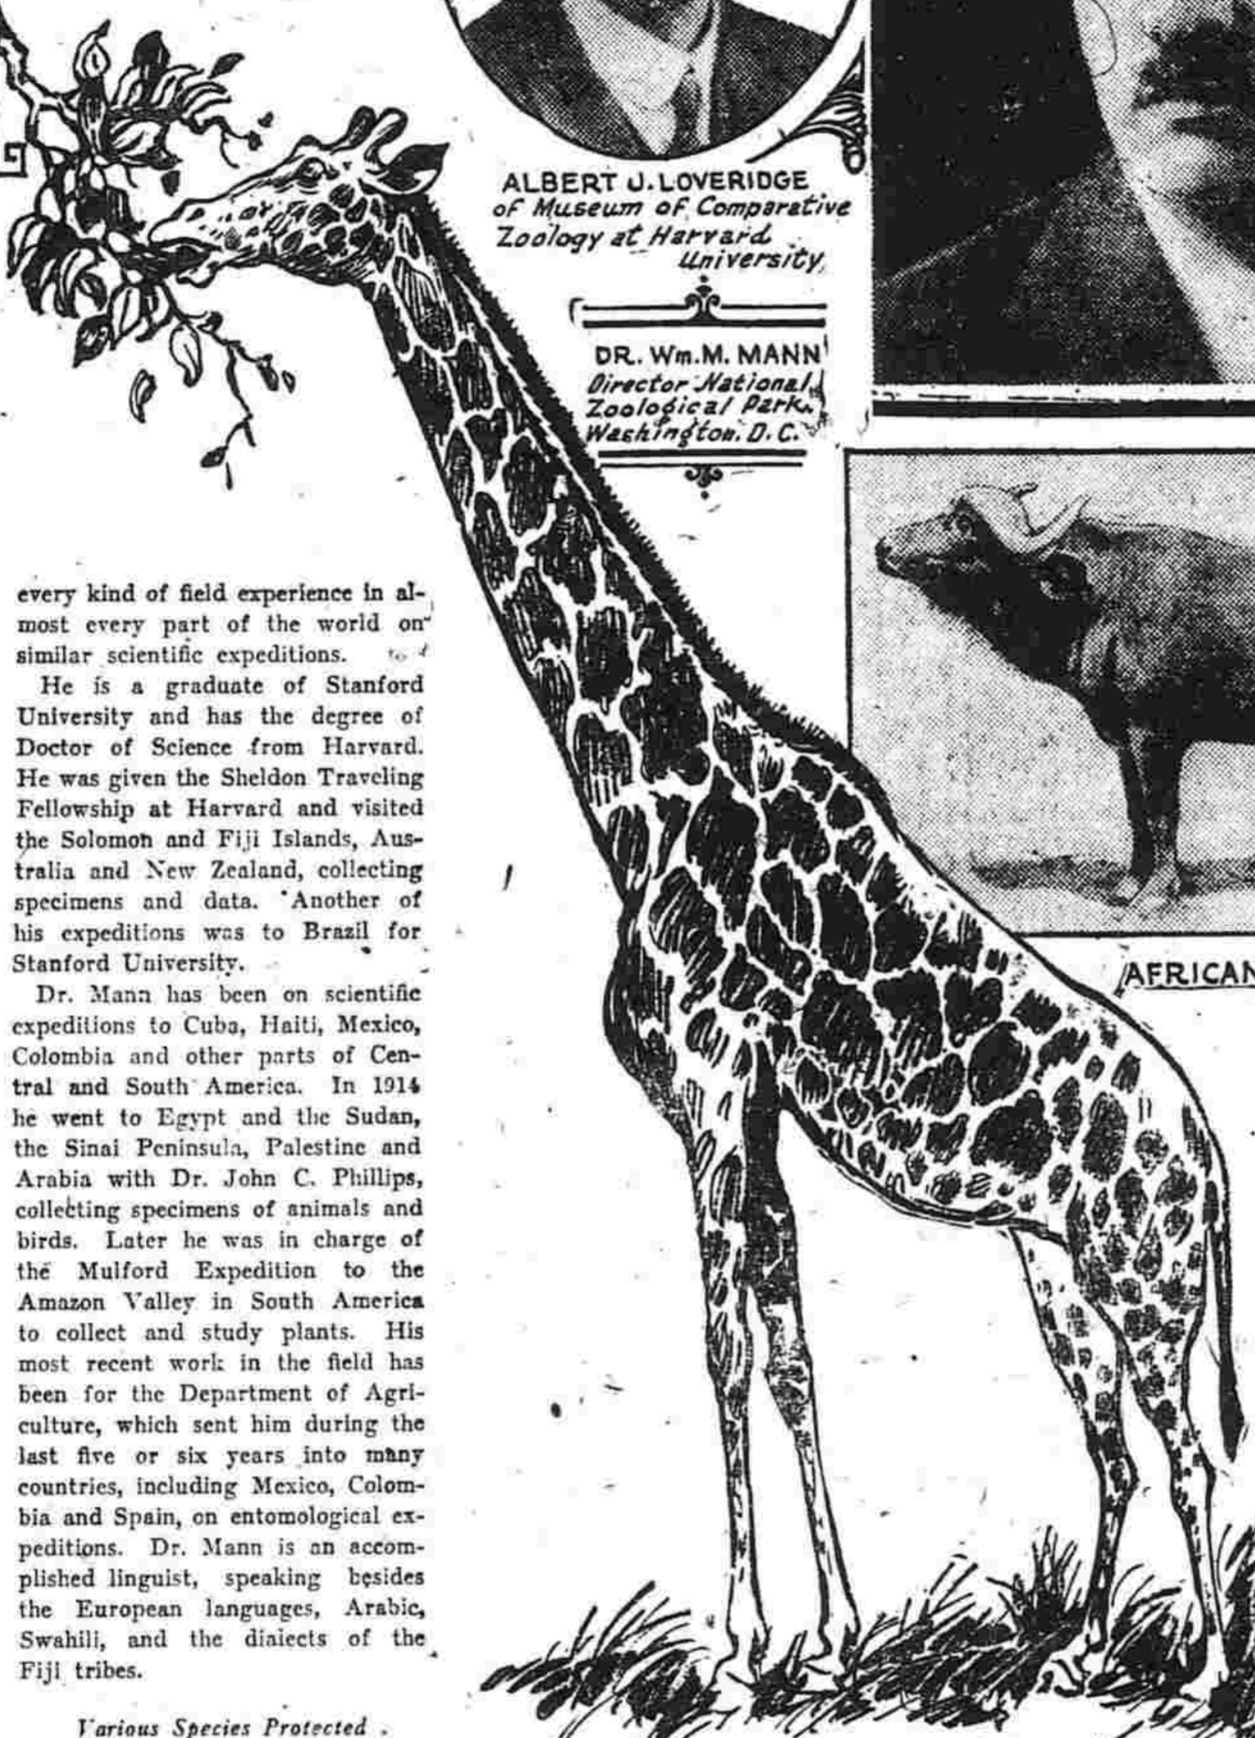 ALBERT J. LOVERIDGE
of Museum of Comparative
Zoology at Harvard
University,
DR. Wm. M. MANN
Director National
Zoological Park,
Washington. D. C.
AFRICAN
every kind of field experience in al-
most every part of the world on
similar scientific expeditions.
He is a graduate of Stanford
University and has the degree of
Doctor of Science from Harvard.
He was given the Sheldon Traveling
Fellowship at Harvard and visited
the Solomon and Fiji Islands, Aus-
tralia and New Zealand, collecting
specimens and data. Another of
his expeditions was to Brazil for
Stanford University.
Dr. Mann has been on scientific
expeditions to Cuba, Haiti, Mexico,
Colombia and other parts of Cen-
tral and South America. In 1914
he went to Egypt and the Sudan,
the Sinai Peninsula, Palestine and
Arabia with Dr. John C. Phillips,
collecting specimens of animals and
birds. Later he was in charge of
the Mulford Expedition to the
Amazon Valley in South America
to collect and study plants. His
most recent work in the field has
been for the Department of Agri-
culture, which sent him during the
last five or six years into many
countries, including Mexico, Colom-
bia and Spain, on entomological ex-
peditions. Dr. Mann is an accom-
plished linguist, speaking besides
the European languages, Arabic,
Swahili, and the dialects of the
Fiji tribes.
Various Species Protected.